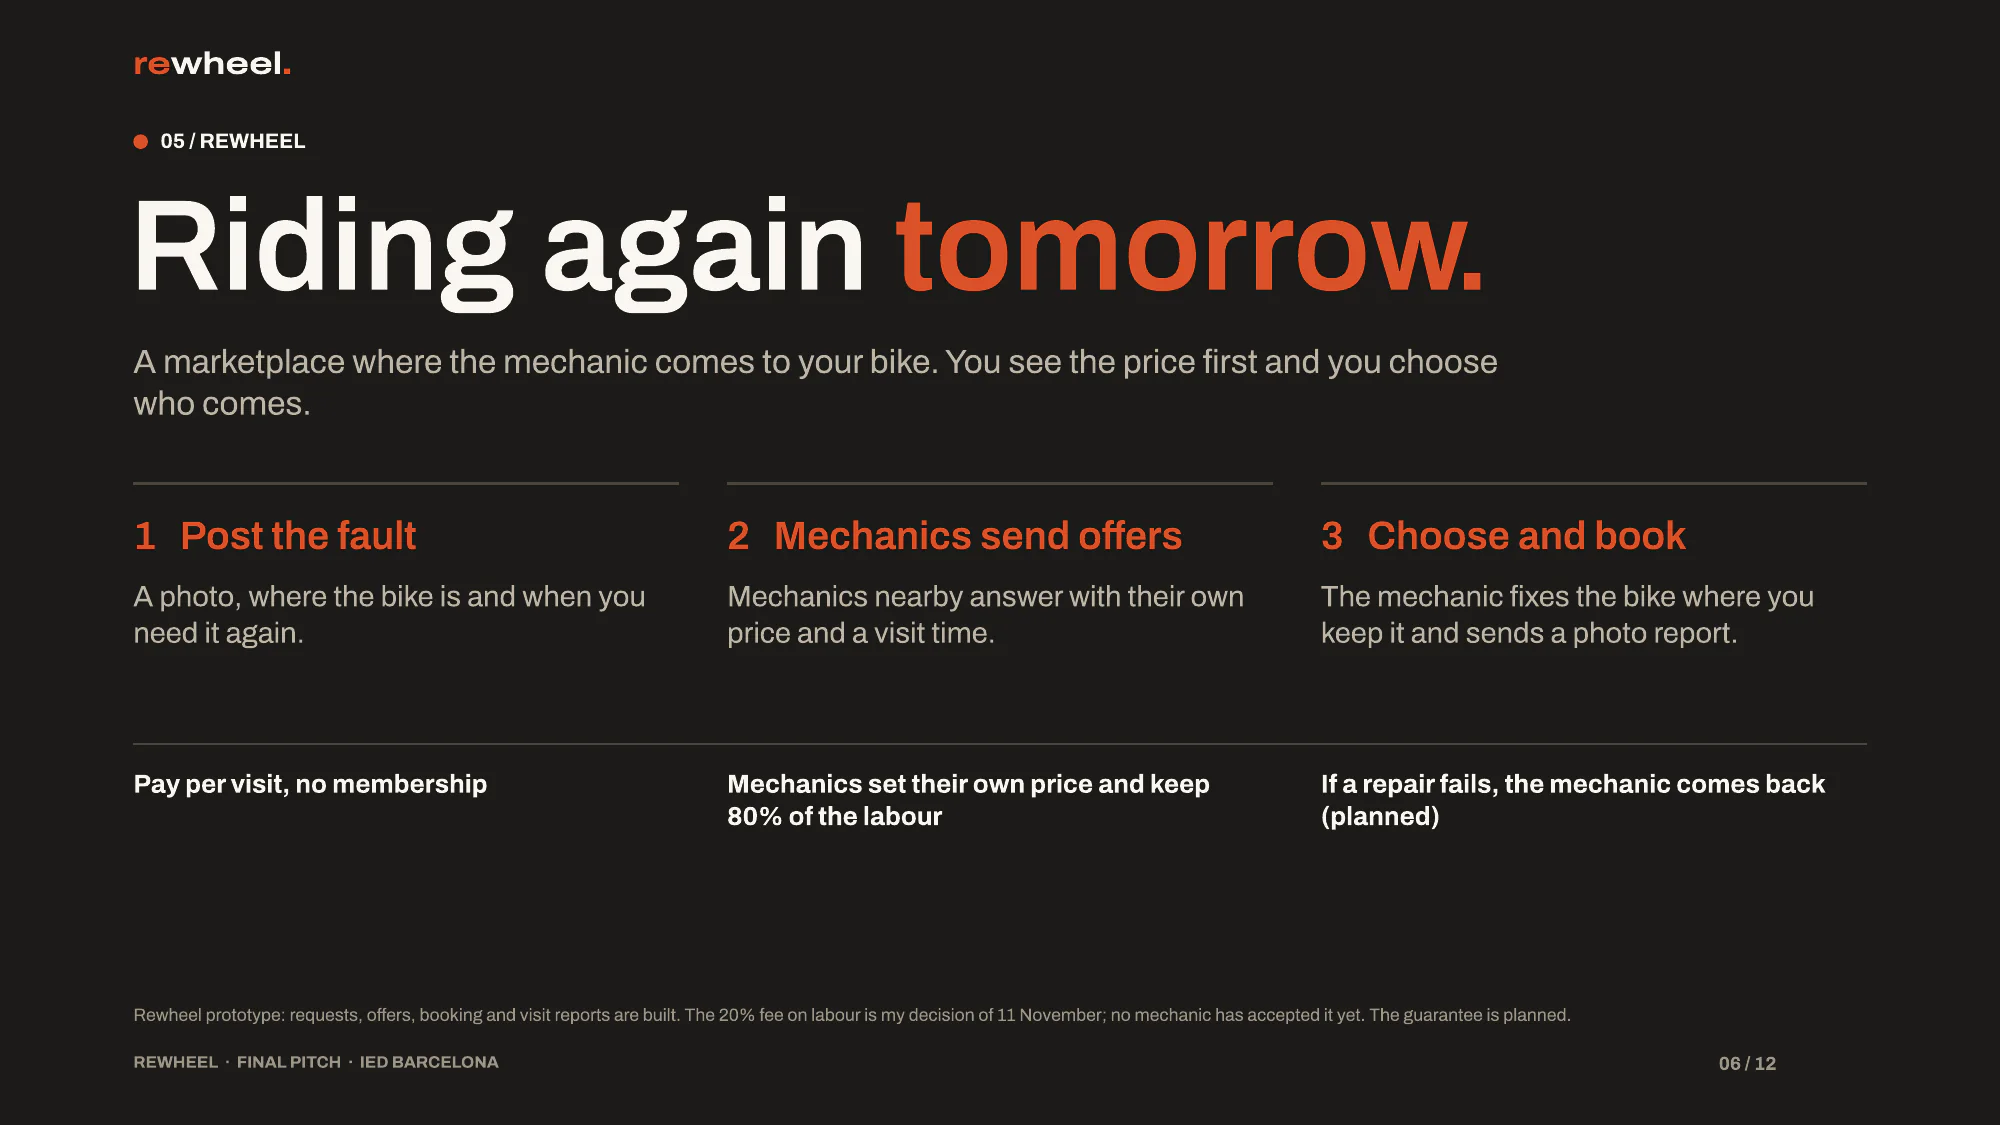 rewheel.
05 / REWHEEL
Riding again tomorrow.
A marketplace where the mechanic comes to your bike. You see the price first and you choose
who comes.
1 Post the fault
A photo, where the bike is and when you
need it again.
2 Mechanics send offers
Mechanics nearby answer with their own
price and a visit time.
3 Choose and book
The mechanic fixes the bike where you
keep it and sends a photo report.
Pay per visit, no membership
Mechanics set their own price and keep
80% of the labour
If a repair fails, the mechanic comes back
(planned)
Rewheel prototype: requests, offers, booking and visit reports are built. The 20% fee on labour is my decision of 11 November; no mechanic has accepted it yet. The guarantee is planned.
REWHEEL · FINAL PITCH · IED BARCELONA
06 / 12